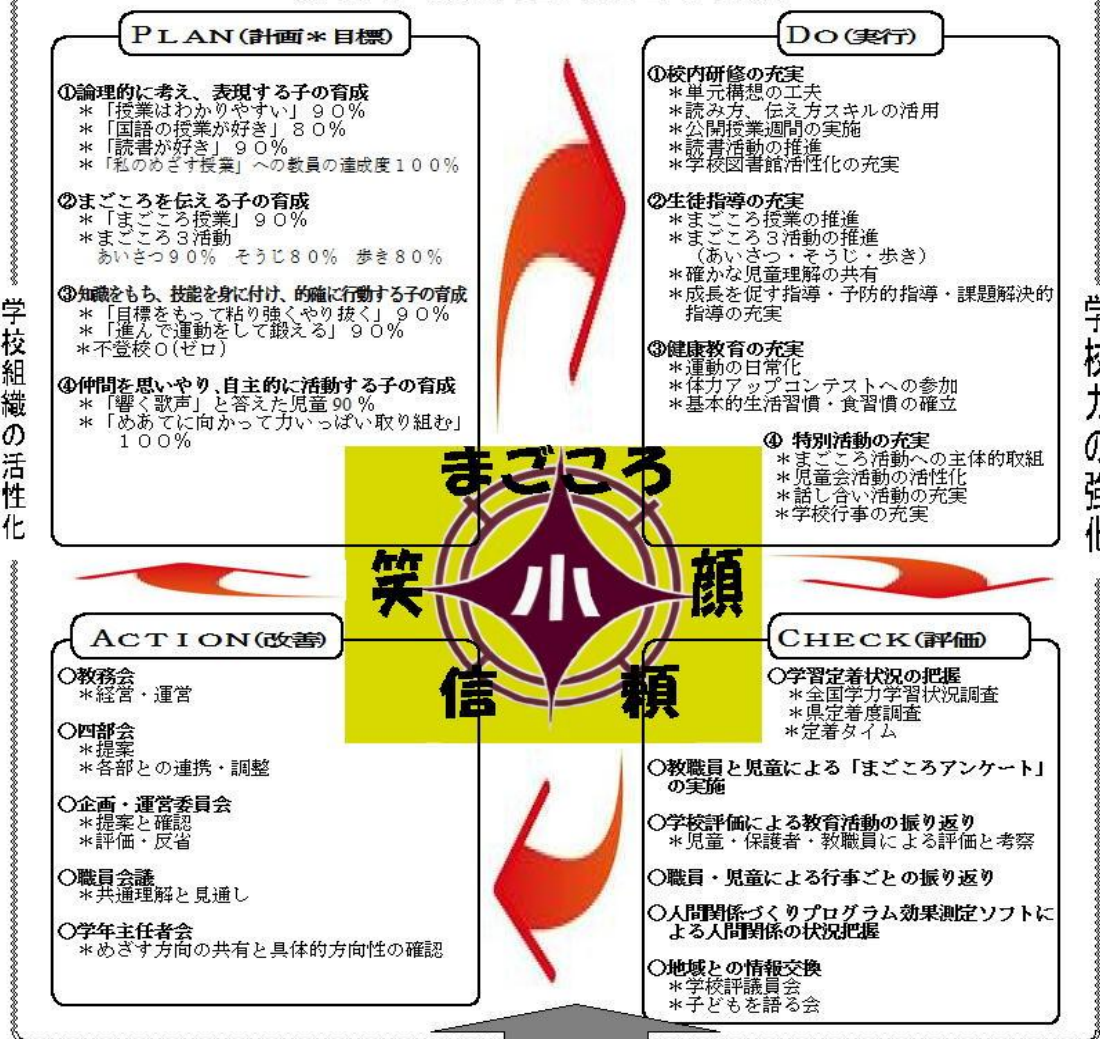 PLAN(計画*目標)
①論理的に考え、表現する子の育成
*「授業はわかりやすい」９０％
*「国語の授業が好き」８０％
*「読書が好き」９０％
*「私のめざす授業」への教員の達成度１００％
②まごころを伝える子の育成
*「まごころ授業」９０％
*まごころ３活動
あいさつ９０％　そうじ８０％　歩き８０％
③知識をもち、技能を身に付け、的確に行動する子の育成
*「目標をもって粘り強くやり抜く」９０％
*「進んで運動をして鍛える」９０％
*不登校０(ゼロ)
④仲間を思いやり、自主的に活動する子の育成
*「響く歌声」と答えた児童90％
*「めあてに向かって力いっぱい取り組む」
１００％
DO(実行)
①校内研修の充実
*単元構想の工夫
*読み方、伝え方スキルの活用
*公開授業週間の実施
*読書活動の推進
*学校図書館活性化の充実
②生徒指導の充実
*まごころ授業の推進
*まごころ３活動の推進
(あいさつ・そうじ・歩き)
*確かな児童理解の共有
*成長を促す指導・予防的指導・課題解決的
指導の充実
③健康教育の充実
*運動の日常化
*体力アップコンテストへの参加
*基本的生活習慣・食習慣の確立
④ 特別活動の充実
*まごころ活動への主体的取組
*児童会活動の活性化
*話し合い活動の充実
*学校行事の充実
学校組織の活性化
学校力の強化
まごころ
笑 小 顔
信 頼
ACTION(改善)
○教務会
*経営・運営
○四部会
*提案
*各部との連携・調整
○企画・運営委員会
*提案と確認
*評価・反省
○職員会議
*共通理解と見通し
○学年主任者会
*めざす方向の共有と具体的方向性の確認
CHECK(評価)
○学習定着状況の把握
*全国学力学習状況調査
*県定着度調査
*定着タイム
○教職員と児童による「まごころアンケート」
の実施
○学校評価による教育活動の振り返り
*児童・保護者・教職員による評価と考察
○職員・児童による行事ごとの振り返り
○人間関係づくりプログラム効果測定ソフトに
よる人間関係の状況把握
○地域との情報交換
*学校評議員会
*子どもを語る会